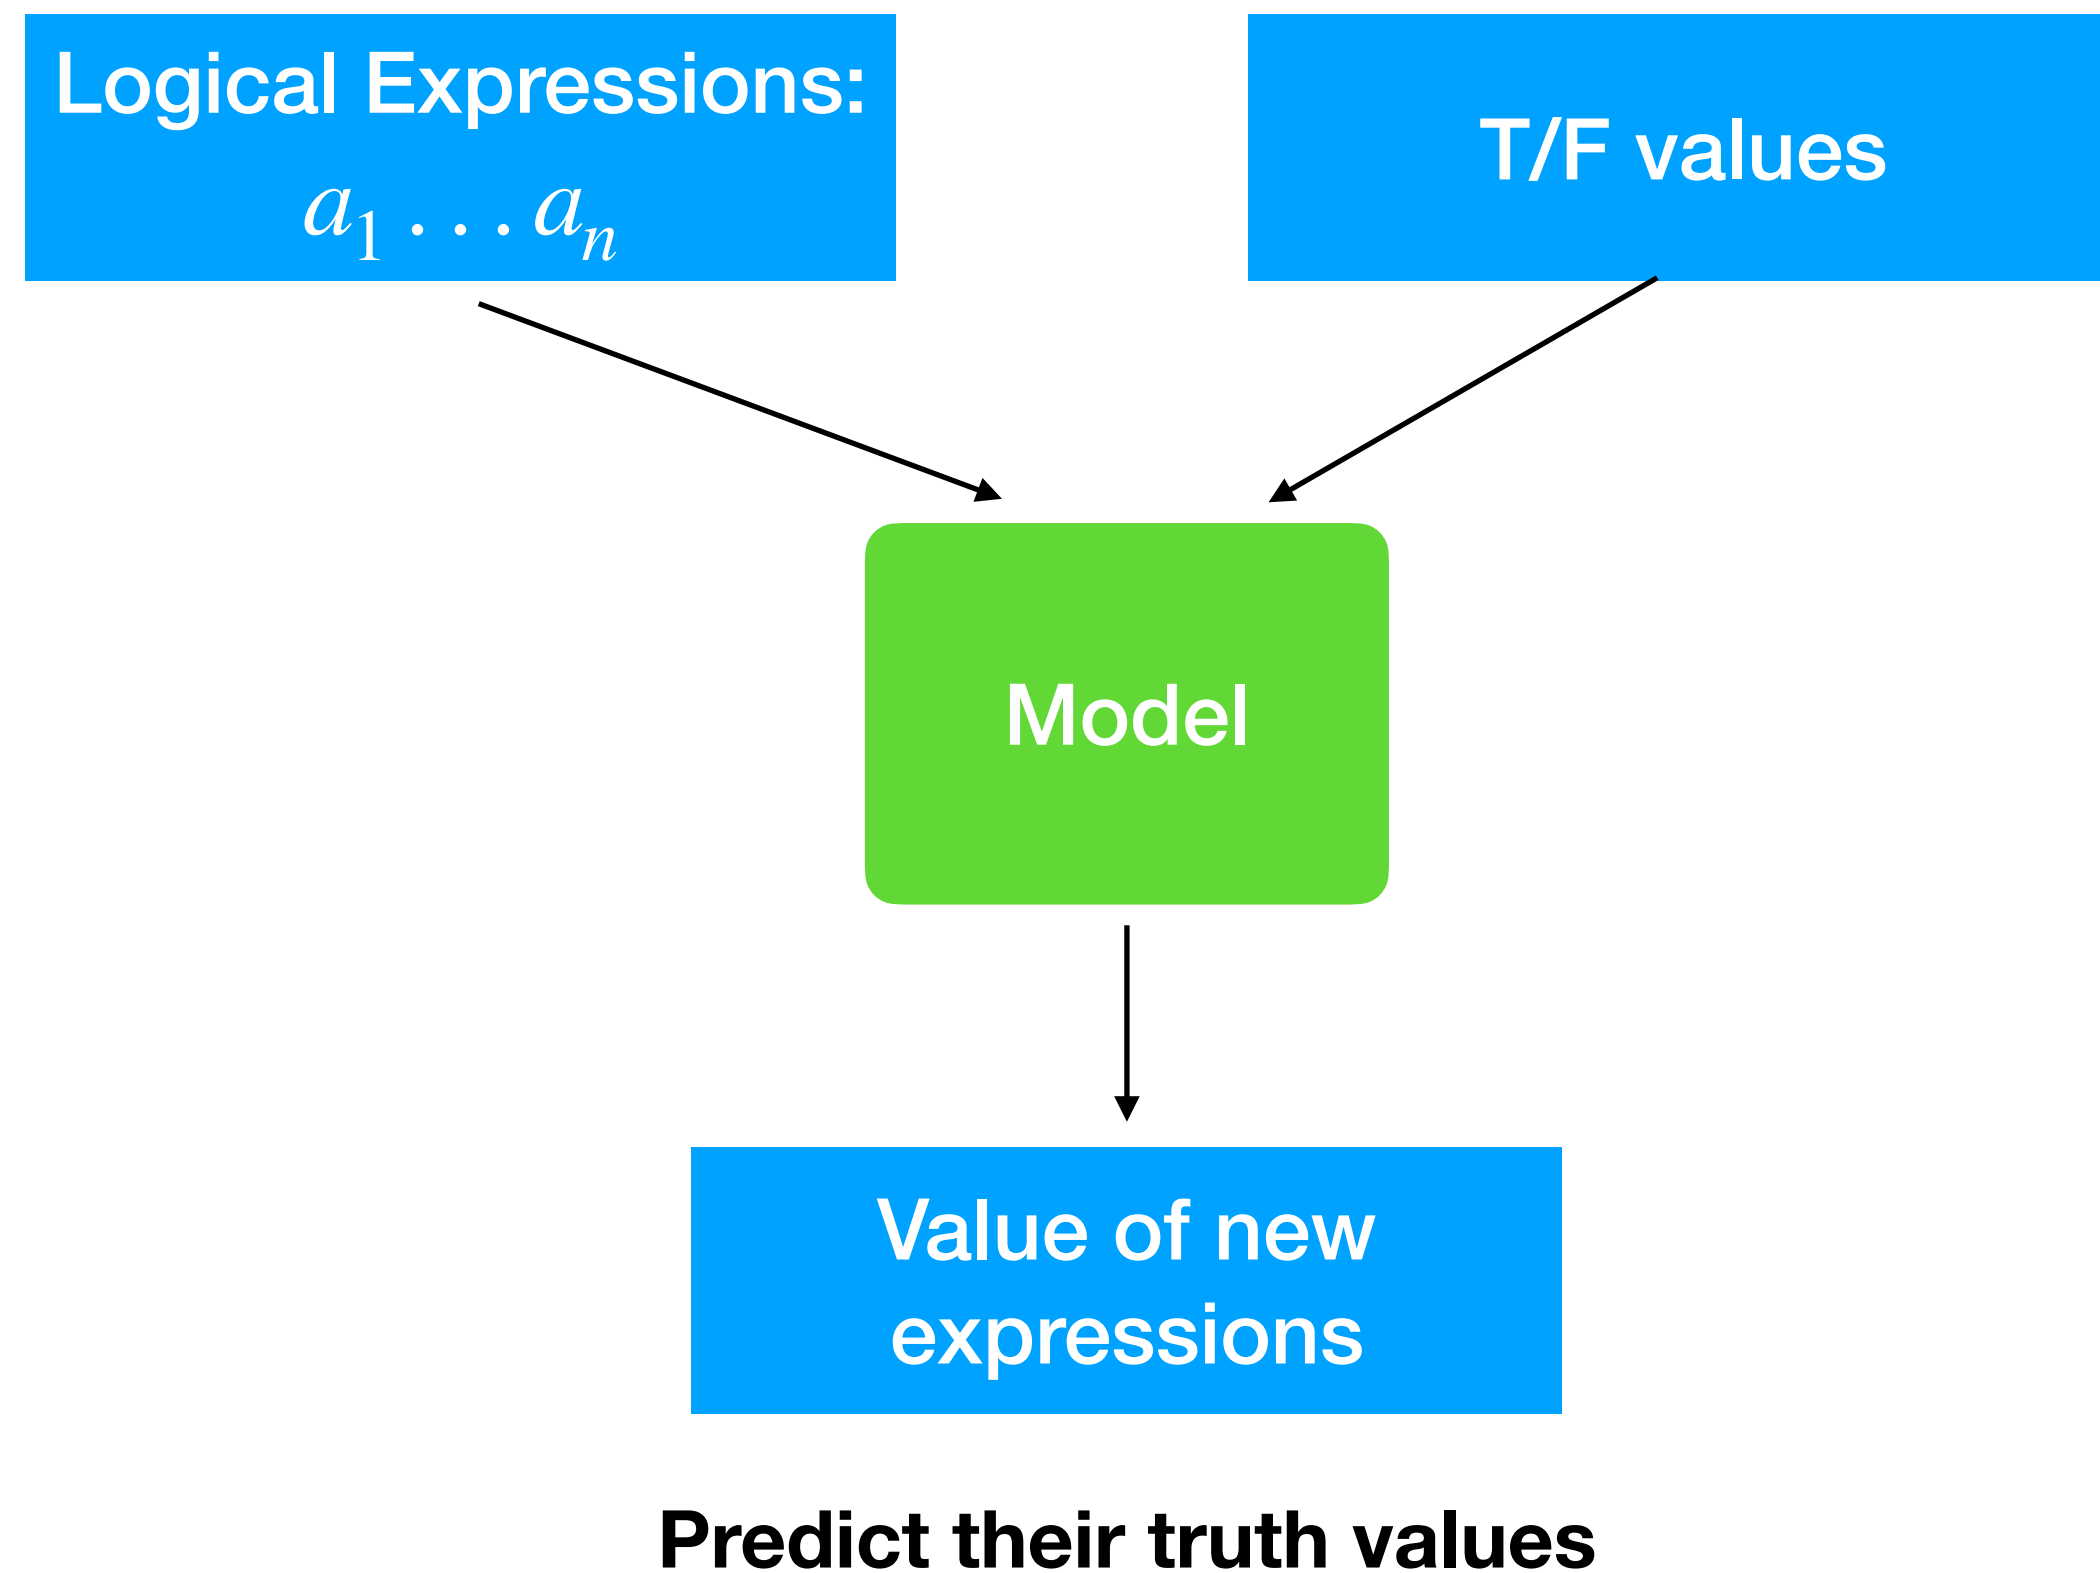 Logical Expressions:
a₁ . . . aₙ
T/F values
Model
Value of new
expressions
Predict their truth values